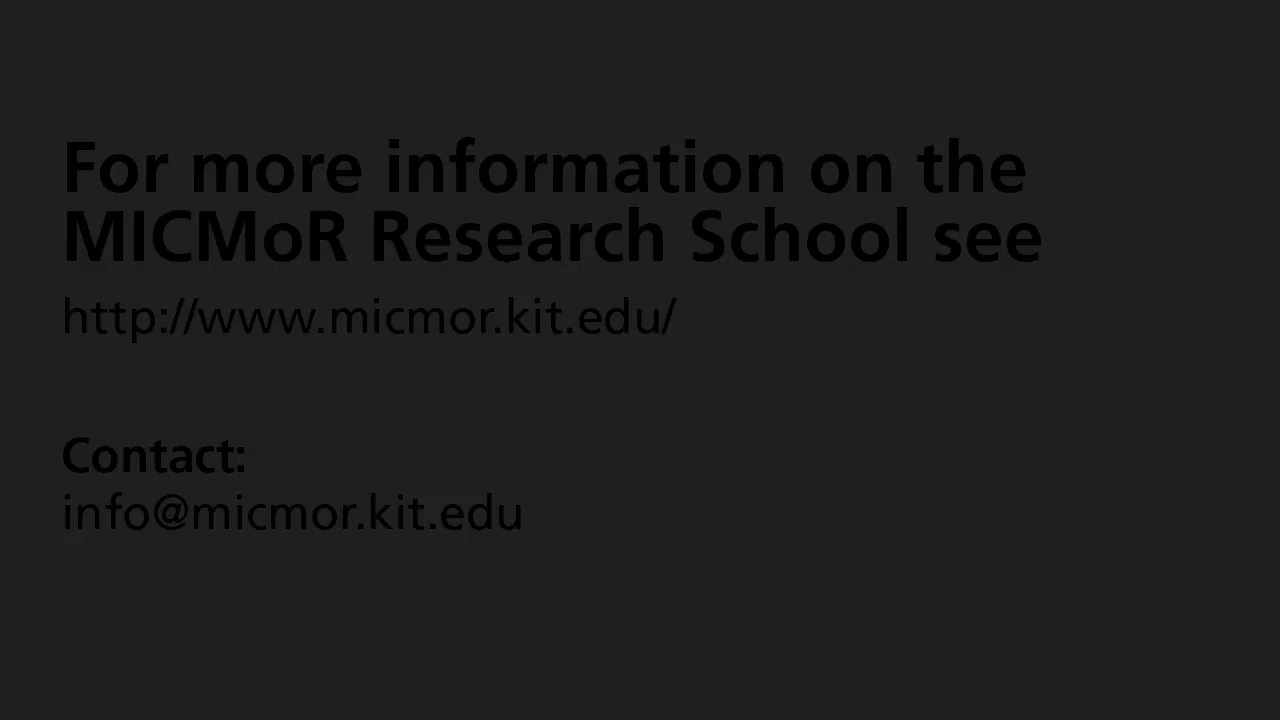 For more information on the
MICMoR Research School see
http://www.micmor.kit.edu/
Contact:
info@micmor.kit.edu